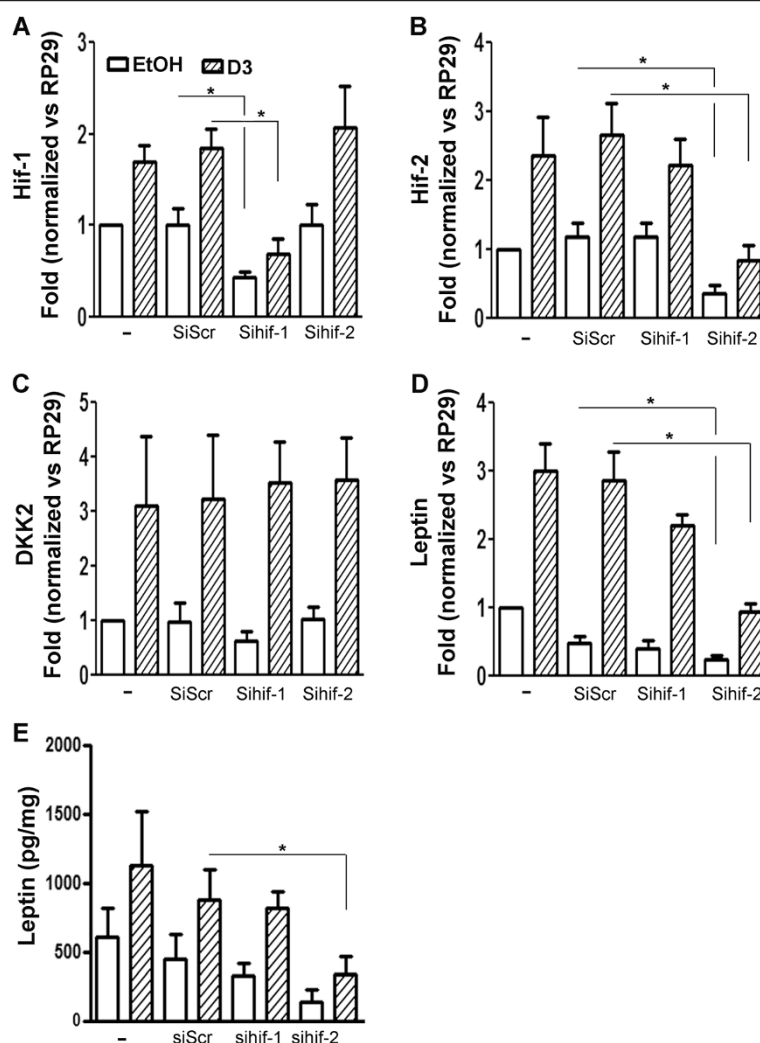 A
Hif-1
Fold (normalized vs RP29)
3
2
1
0
EtOH
D3
*
*
-
SiScr
Sihif-1
Sihif-2
B
Hif-2
Fold (normalized vs RP29)
4
3
2
1
0
*
*
-
SiScr
Sihif-1
Sihif-2
C
DKK2
Fold (normalized vs RP29)
5
4
3
2
1
0
-
SiScr
Sihif-1
Sihif-2
D
Leptin
Fold (normalized vs RP29)
4
3
2
1
0
*
*
-
SiScr
Sihif-1
Sihif-2
E
Leptin (pg/mg)
2000
1500
1000
500
0
*
-
siScr
sihif-1
sihif-2